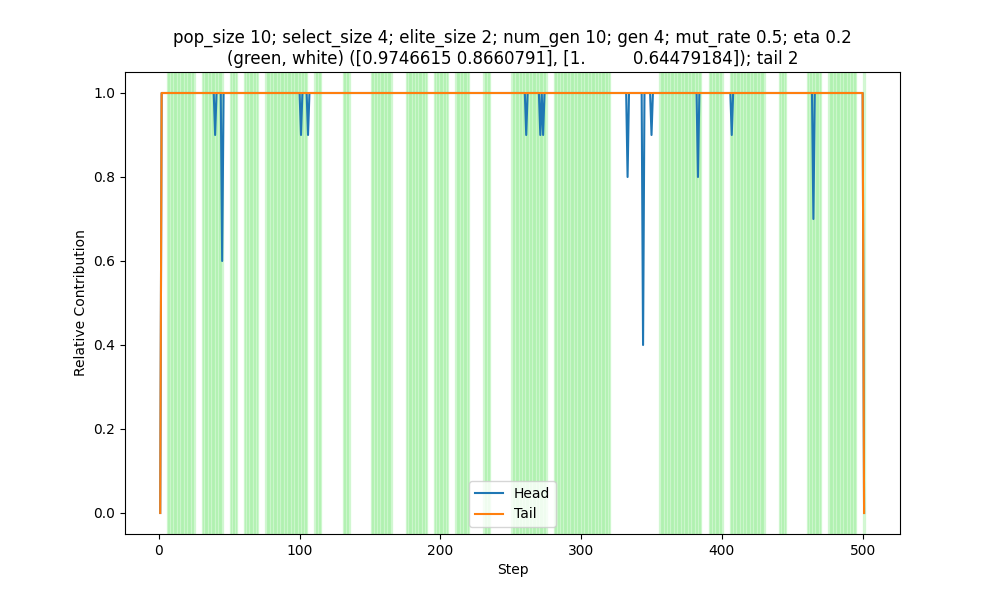 pop_size 10; select_size 4; elite_size 2; num_gen 10; gen 4; mut_rate 0.5; eta 0.2
(green, white) ([0.9746615 0.8660791], [1.         0.64479184]); tail 2
1.0
0.8
0.6
0.4
0.2
0.0
Relative Contribution
Head
Tail
0
100
200
300
400
500
Step